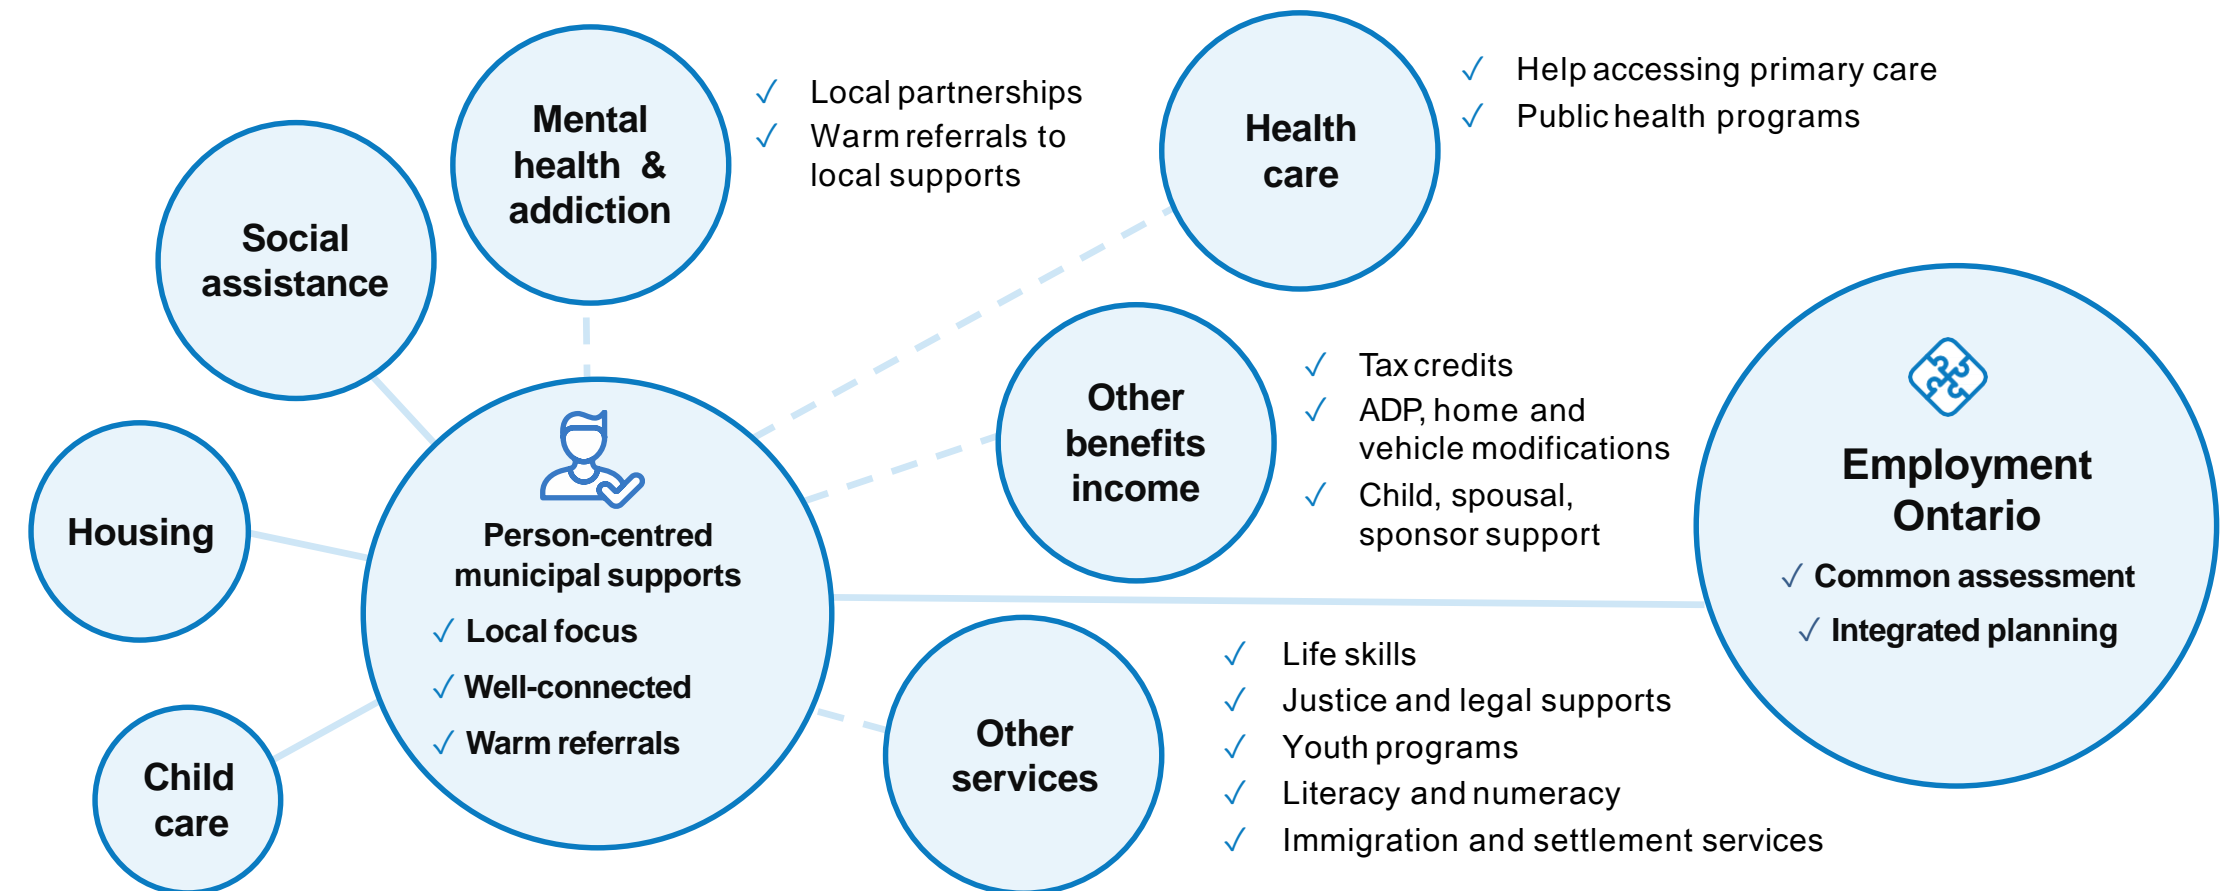 Mental
health & 
addiction
✓ Local partnerships
✓ Warm referrals to
local supports
Health
care
✓ Help accessing primary care
✓ Public health programs
Social
assistance
Housing
Child
care
Person-centred
municipal supports
✓ Local focus
✓ Well-connected
✓ Warm referrals
Other
benefits
income
✓ Tax credits
✓ ADP, home and
vehicle modifications
✓ Child, spousal,
sponsor support
Other
services
✓ Life skills
✓ Justice and legal supports
✓ Youth programs
✓ Literacy and numeracy
✓ Immigration and settlement services
Employment
Ontario
✓ Common assessment
✓ Integrated planning